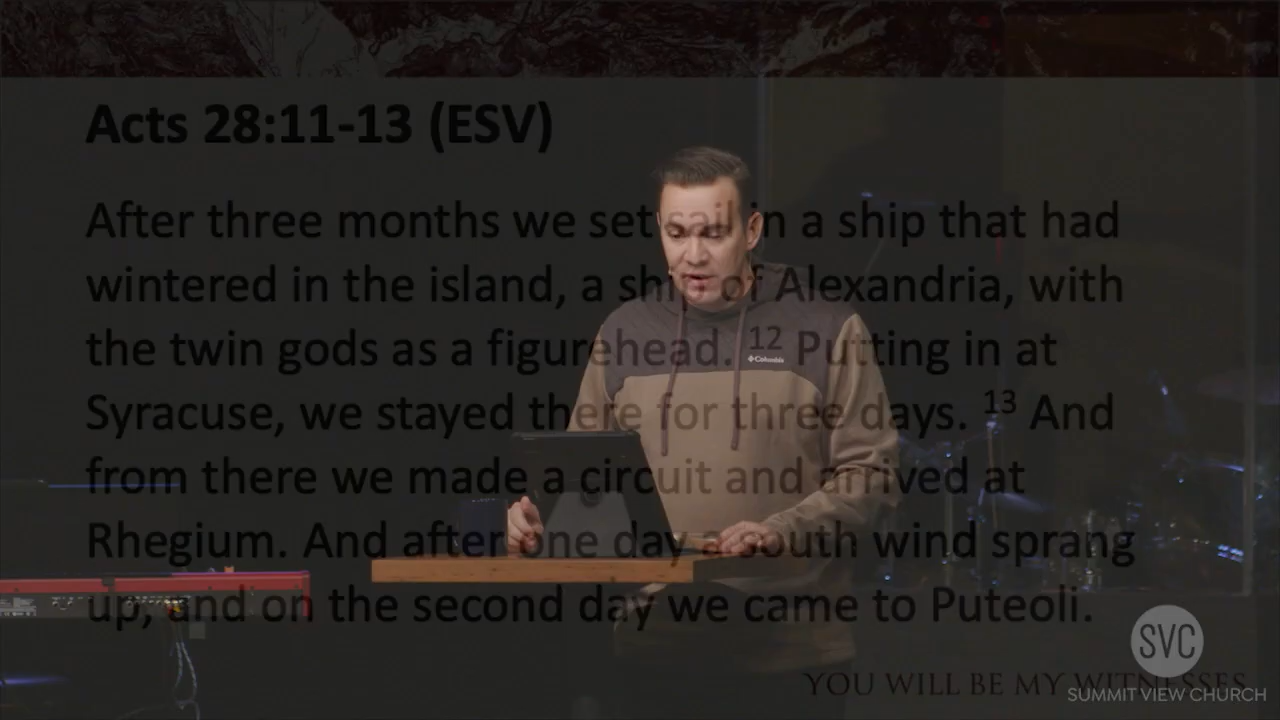 Acts 28:11-13 (ESV)
After three months we set sail in a ship that had
wintered in the island, a ship of Alexandria, with
the twin gods as a figurehead. 12 Putting in at
Syracuse, we stayed there for three days. 13 And
from there we made a circuit and arrived at
Rhegium. And after one day a south wind sprang
up, and on the second day we came to Puteoli.
Columbia
SVC
YOU WILL BE MY WITNESSES
SUMMIT VIEW CHURCH